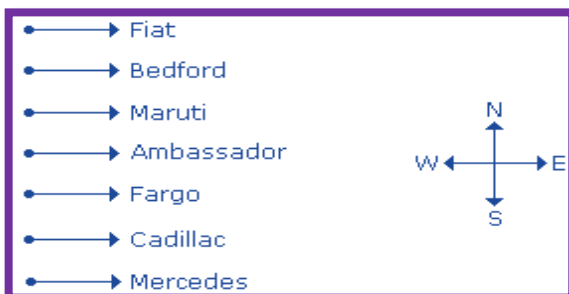 Fiat
Bedford
Maruti
Ambassador
Fargo
Cadillac
Mercedes
N
W E
S